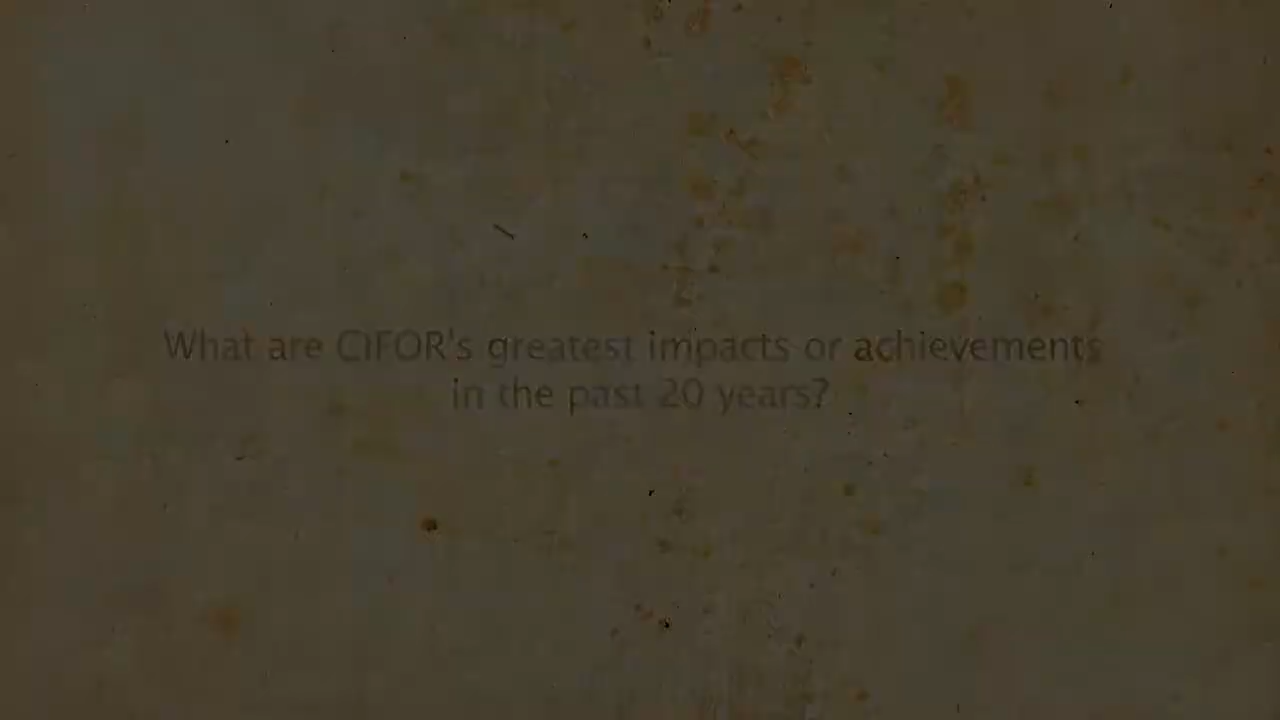 What are CIFOR's greatest impacts or achievements
in the past 20 years?